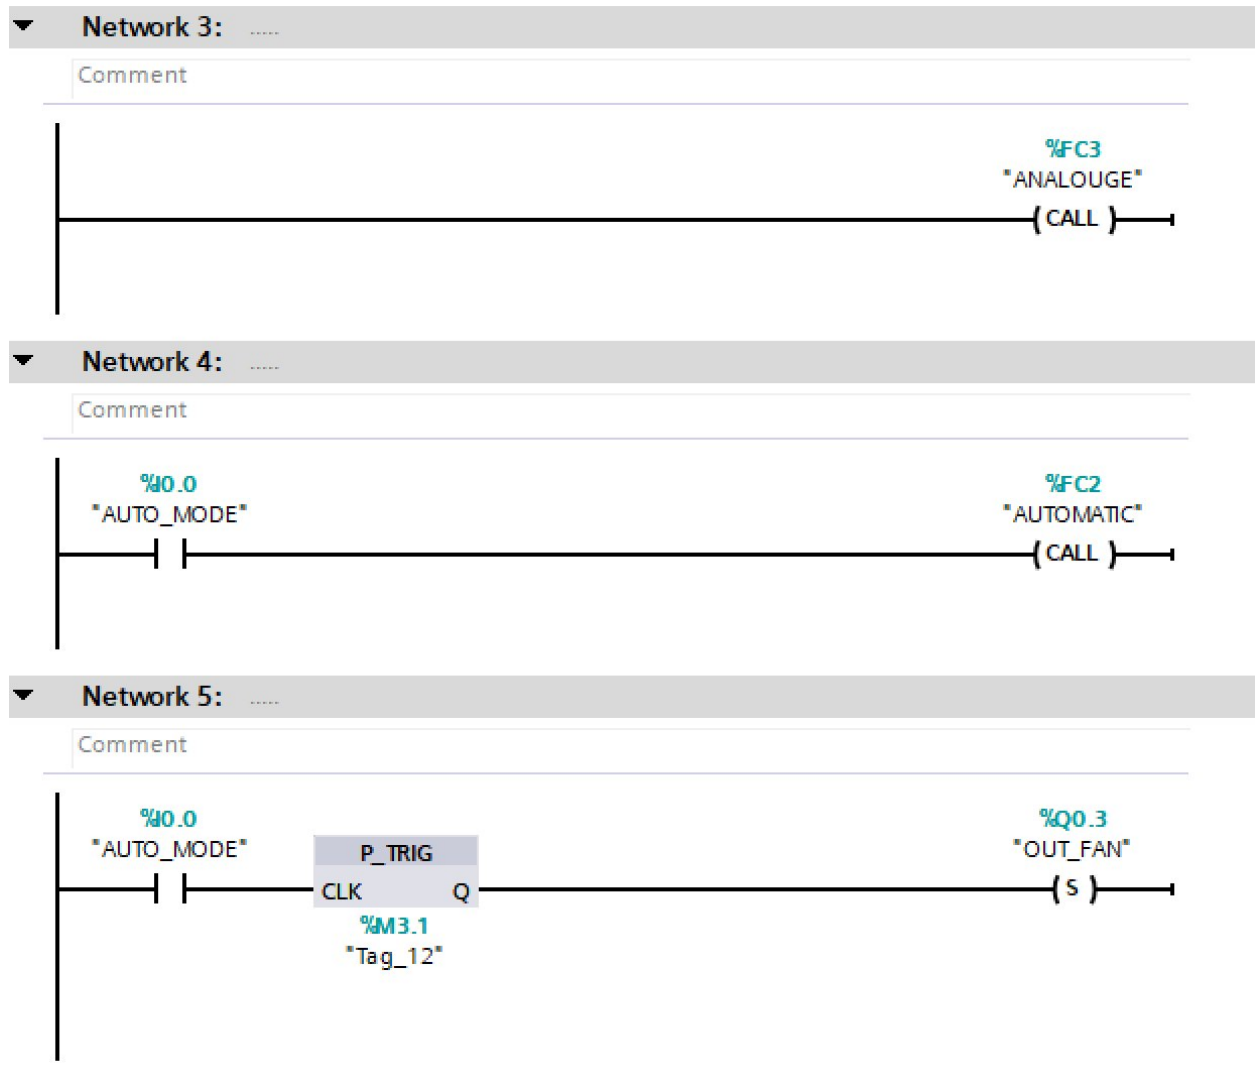 Network 3: .....
Comment
%FC3
"ANALOUGE"
CALL
Network 4: .....
Comment
%I0.0
"AUTO_MODE"
%FC2
"AUTOMATIC"
CALL
Network 5: .....
Comment
%I0.0
"AUTO_MODE"
P_TRIG
CLK Q
%M3.1
"Tag_12"
%Q0.3
"OUT_FAN"
S